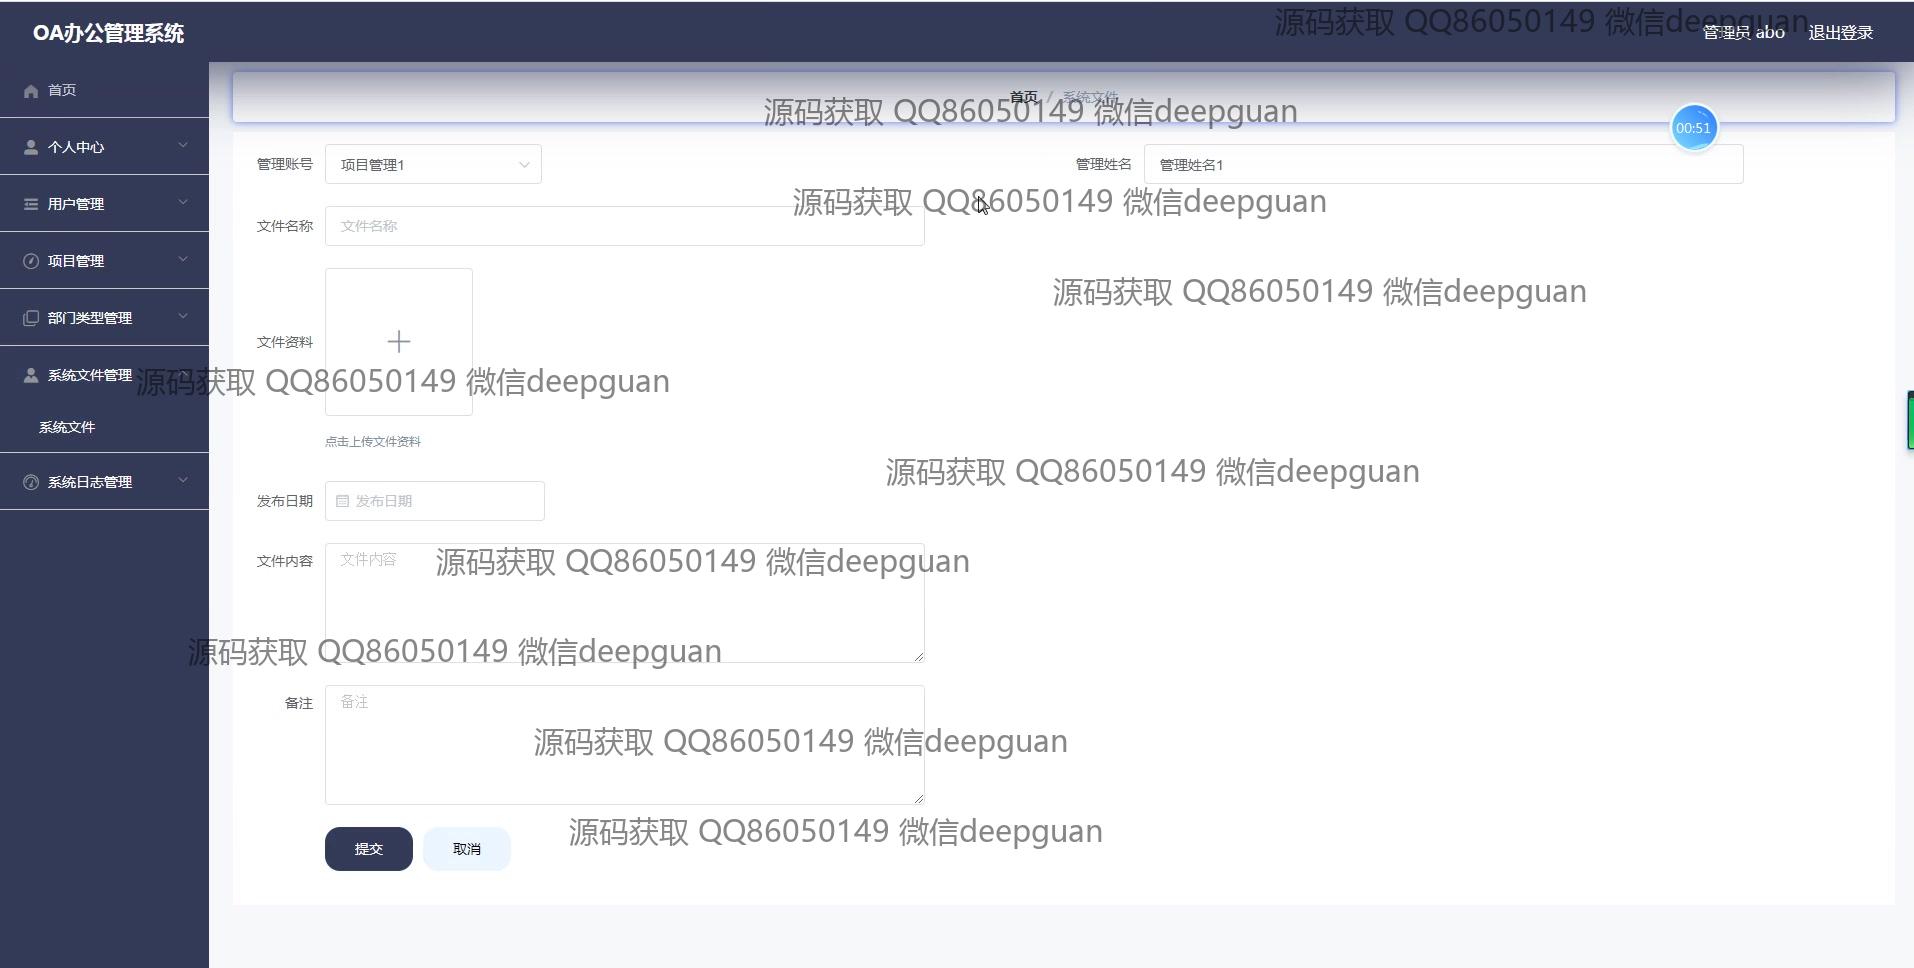 OA办公管理系统
源码获取 QQ86050149 微信deepguan
管理员 abo
退出登录
首页
首页 / 系统文件
源码获取 QQ86050149 微信deepguan
00:51
个人中心
管理账号
项目管理1
管理姓名
管理姓名1
用户管理
源码获取 QQ86050149 微信deepguan
文件名称
文件名称
项目管理
源码获取 QQ86050149 微信deepguan
部门类型管理
文件资料
系统文件管理
源码获取 QQ86050149 微信deepguan
系统文件
点击上传文件资料
源码获取 QQ86050149 微信deepguan
系统日志管理
发布日期
发布日期
文件内容
文件内容
源码获取 QQ86050149 微信deepguan
源码获取 QQ86050149 微信deepguan
备注
备注
源码获取 QQ86050149 微信deepguan
源码获取 QQ86050149 微信deepguan
提交
取消